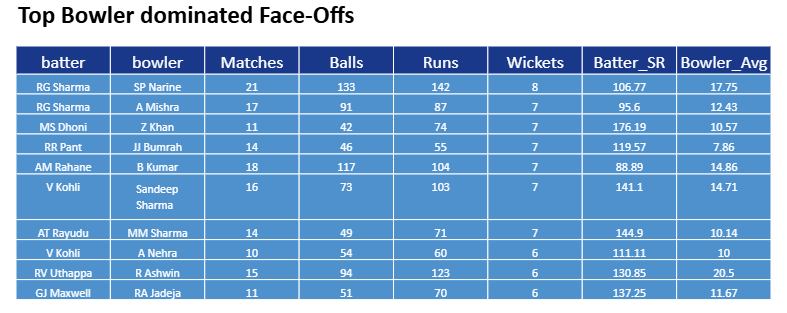 Top Bowler dominated Face-Offs
batter bowler Matches Balls Runs Wickets Batter_SR Bowler_Avg
RG Sharma SP Narine 21 133 142 8 106.77 17.75
RG Sharma A Mishra 17 91 87 7 95.6 12.43
MS Dhoni Z Khan 11 42 74 7 176.19 10.57
RR Pant JJ Bumrah 14 46 55 7 119.57 7.86
AM Rahane B Kumar 18 117 104 7 88.89 14.86
V Kohli Sandeep 16 73 103 7 141.1 14.71
Sharma
AT Rayudu MM Sharma 14 49 71 7 144.9 10.14
V Kohli A Nehra 10 54 60 6 111.11 10
RV Uthappa R Ashwin 15 94 123 6 130.85 20.5
GJ Maxwell RA Jadeja 11 51 70 6 137.25 11.67